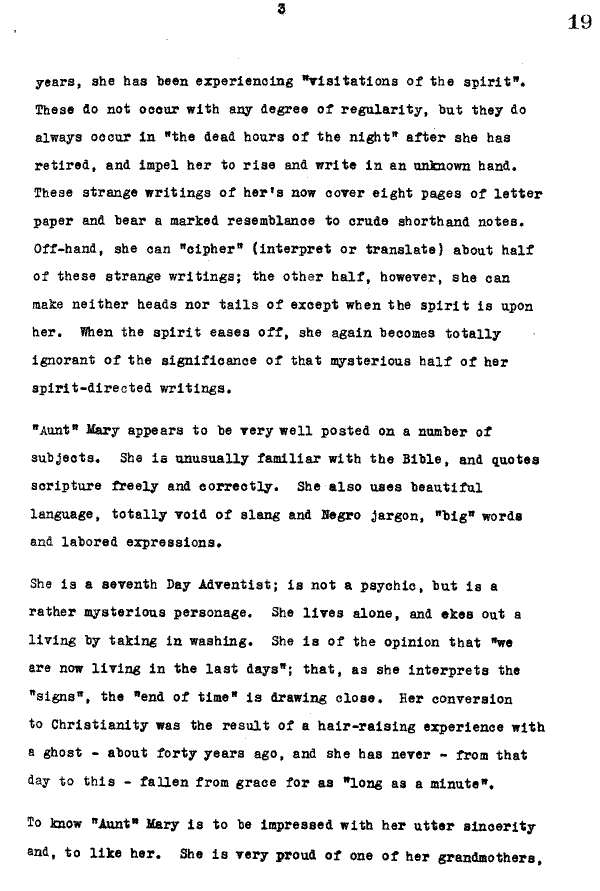 3
19
years, she has been experiencing "visitations of the spirit".
These do not occur with any degree of regularity, but they do
always occur in "the dead hours of the night" after she has
retired, and impel her to rise and write in an unknown hand.
These strange writings of her's now cover eight pages of letter
paper and bear a marked resemblance to crude shorthand notes.
Off-hand, she can "cipher" (interpret or translate) about half
of these strange writings; the other half, however, she can
make neither heads nor tails of except when the spirit is upon
her. When the spirit eases off, she again becomes totally
ignorant of the significance of that mysterious half of her
spirit-directed writings.
"Aunt" Mary appears to be very well posted on a number of
subjects. She is unusually familiar with the Bible, and quotes
scripture freely and correctly. She also uses beautiful
language, totally void of slang and Negro jargon, "big" words
and labored expressions.
She is a seventh Day Adventist; is not a psychic, but is a
rather mysterious personage. She lives alone, and ekes out a
living by taking in washing. She is of the opinion that "we
are now living in the last days"; that, as she interprets the
"signs", the "end of time" is drawing close. Her conversion
to Christianity was the result of a hair-raising experience with
a ghost - about forty years ago, and she has never - from that
day to this - fallen from grace for as "long as a minute".
To know "Aunt" Mary is to be impressed with her utter sincerity
and, to like her. She is very proud of one of her grandmothers,